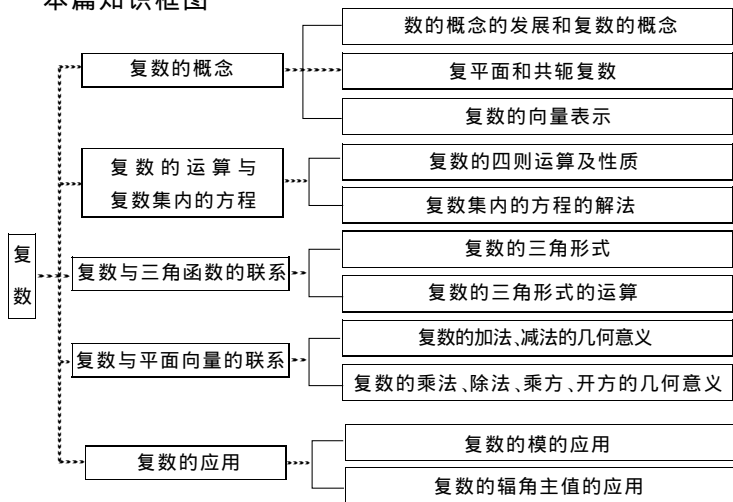 本篇知识框图
数的概念的发展和复数的概念
复数的概念
复平面和共轭复数
复数的向量表示
复数的运算与
复数集内的方程
复数的四则运算及性质
复数集内的方程的解法
复
数
复数与三角函数的联系
复数的三角形式
复数的三角形式的运算
复数与平面向量的联系
复数的加法、减法的几何意义
复数的乘法、除法、乘方、开方的几何意义
复数的应用
复数的模的应用
复数的辐角主值的应用